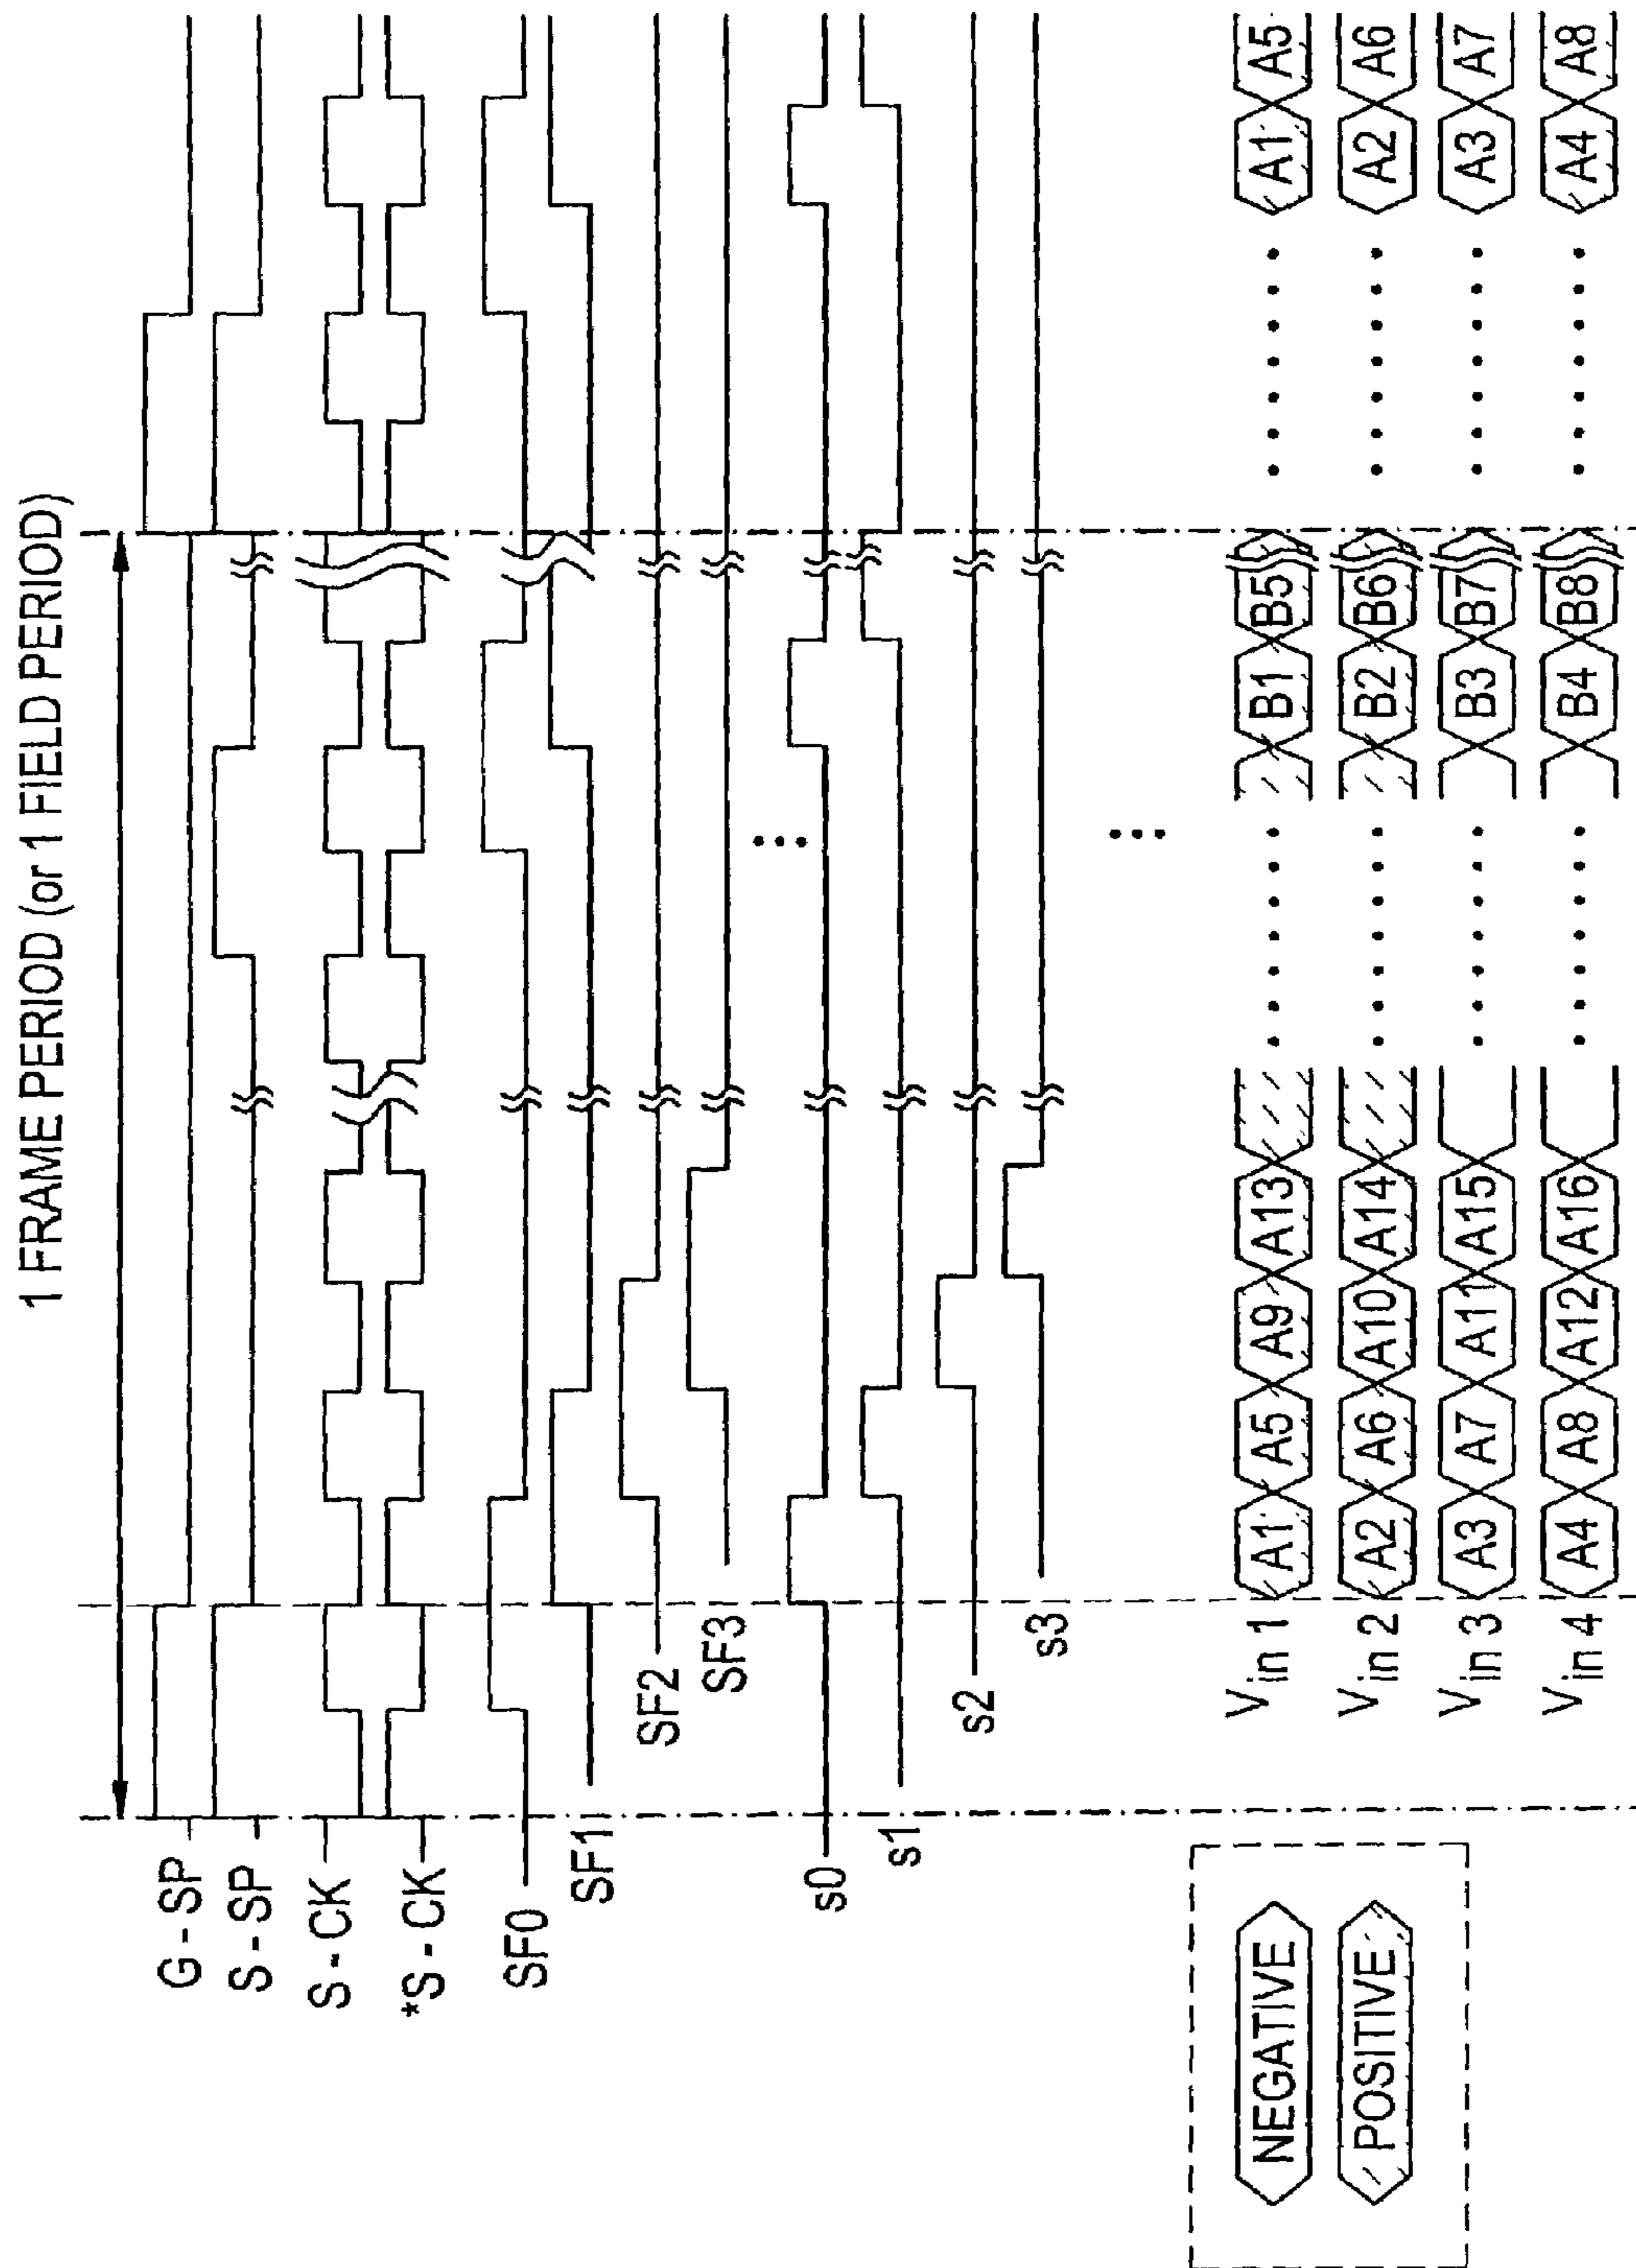 1 FRAME PERIOD (or 1 FIELD PERIOD)
G - SP
S - SP
S - CK
*S - CK
SF0
SF1
SF2
SF3
s0
s1
s2
s3
Vin 1 A1 A5 A9 A13 B1 B5 A1 A5
Vin 2 A2 A6 A10 A14 B2 B6 A2 A6
Vin 3 A3 A7 A11 A15 B3 B7 A3 A7
Vin 4 A4 A8 A12 A16 B4 B8 A4 A8
NEGATIVE
POSITIVE